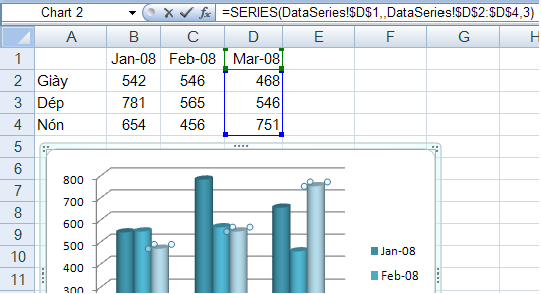 Chart 2 fx =SERIES(DataSeries!$D$1,,DataSeries!$D$2:$D$4,3)
A B C D E F G H
1 Jan-08 Feb-08 Mar-08
2 Giày 542 546 468
3 Dép 781 565 546
4 Nón 654 456 751
5
6
7
8
9
10
11
800
700
600
500
400
300
Jan-08
Feb-08